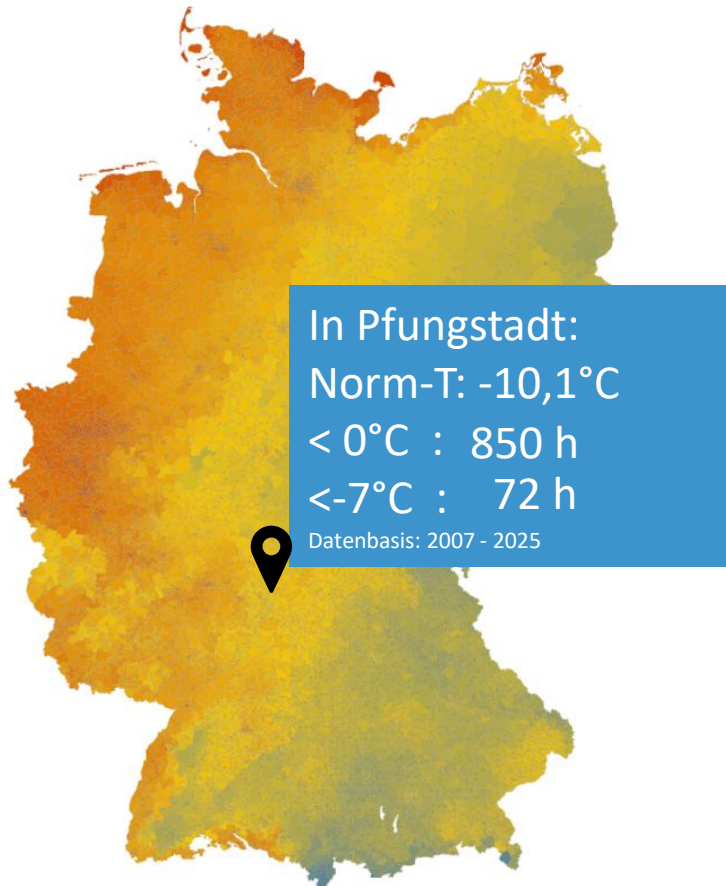 In Pfungstadt:
Norm-T: -10,1°C
< 0°C : 850 h
<-7°C : 72 h
Datenbasis: 2007 - 2025